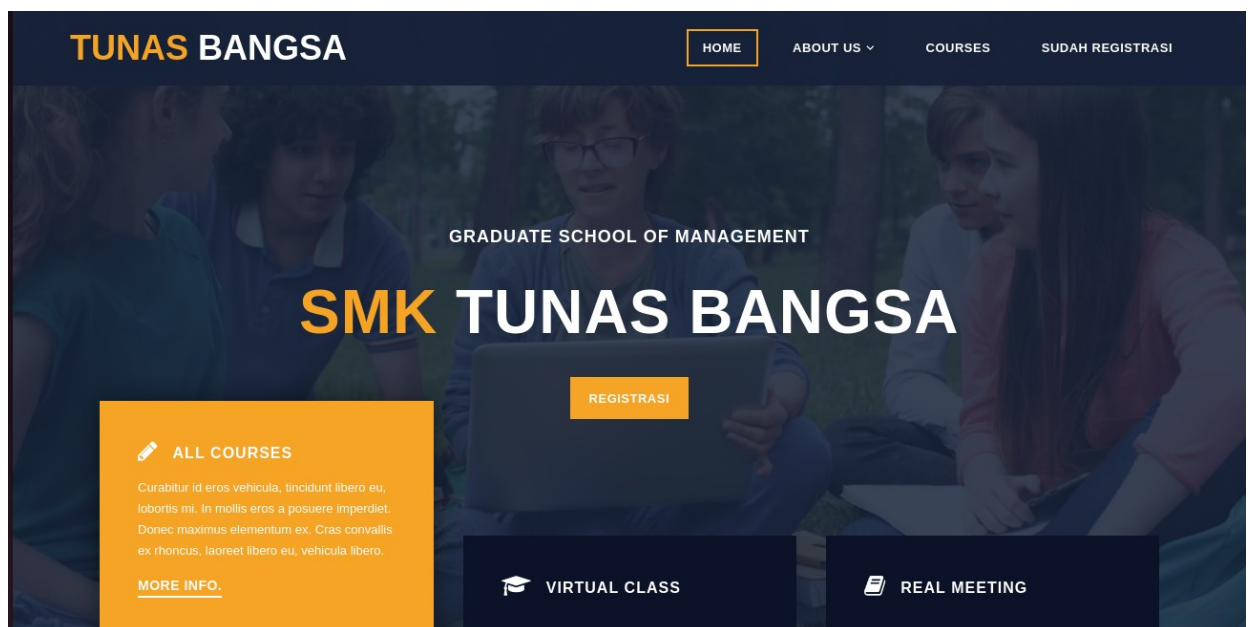 TUNAS BANGSA
HOME
ABOUT US
COURSES
SUDAH REGISTRASI
GRADUATE SCHOOL OF MANAGEMENT
SMK TUNAS BANGSA
REGISTRASI
ALL COURSES
Curabitur id eros vehicula, tincidunt libero eu,
lobortis mi. In mollis eros a posuere imperdiet.
Donec maximus elementum ex. Cras convallis
ex rhoncus, laoreet libero eu, vehicula libero.
MORE INFO.
VIRTUAL CLASS
REAL MEETING